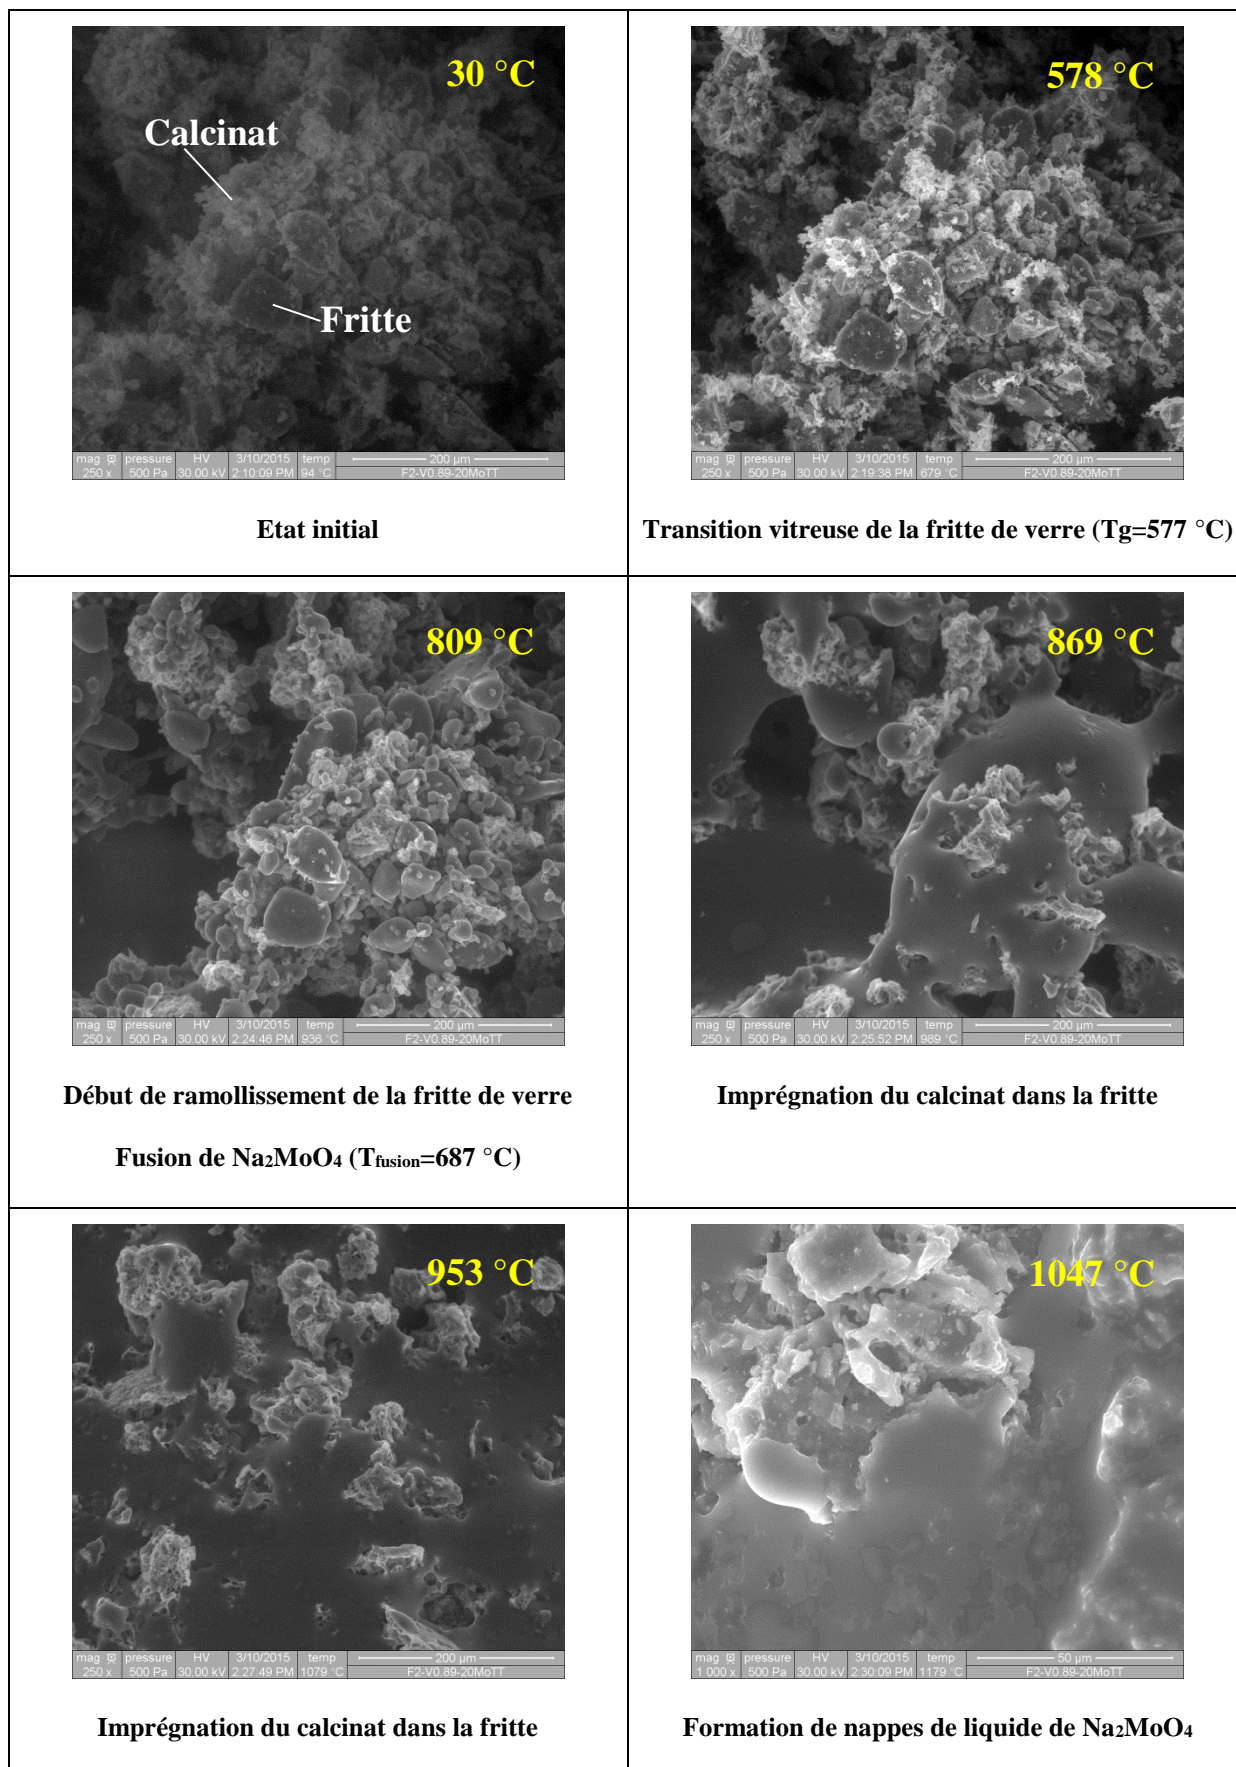 30 °C
Calcinat
Fritte
mag pressure HV 3/10/2015 temp 200 µm
250 x 500 Pa 30.00 kV 2:10:09 PM 94 °C F2-V0.89-20MoTT
Etat initial
578 °C
mag pressure HV 3/10/2015 temp 200 µm
250 x 500 Pa 30.00 kV 2:19:38 PM 679 °C F2-V0.89-20MoTT
Transition vitreuse de la fritte de verre (Tg=577 °C)
809 °C
mag pressure HV 3/10/2015 temp 200 µm
250 x 500 Pa 30.00 kV 2:24:46 PM 936 °C F2-V0.89-20MoTT
Début de ramollissement de la fritte de verre
Fusion de Na₂MoO₄ (Tfusion=687 °C)
869 °C
mag pressure HV 3/10/2015 temp 200 µm
250 x 500 Pa 30.00 kV 2:25:52 PM 989 °C F2-V0.89-20MoTT
Imprégnation du calcinat dans la fritte
953 °C
mag pressure HV 3/10/2015 temp 200 µm
250 x 500 Pa 30.00 kV 2:27:49 PM 1079 °C F2-V0.89-20MoTT
Imprégnation du calcinat dans la fritte
1047 °C
mag pressure HV 3/10/2015 temp 50 µm
1 000 x 500 Pa 30.00 kV 2:30:09 PM 1179 °C F2-V0.89-20MoTT
Formation de nappes de liquide de Na₂MoO₄